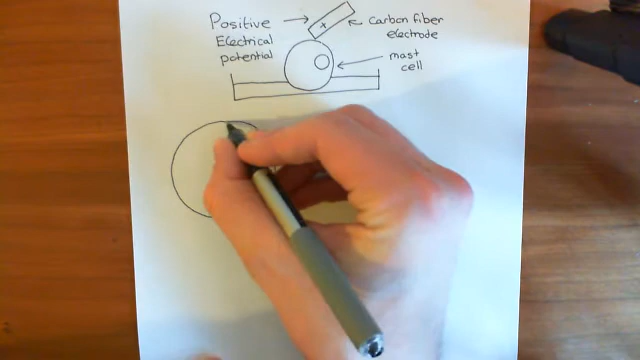 Positive
Electrical
potential
x
Carbon fiber
electrode
mast
cell